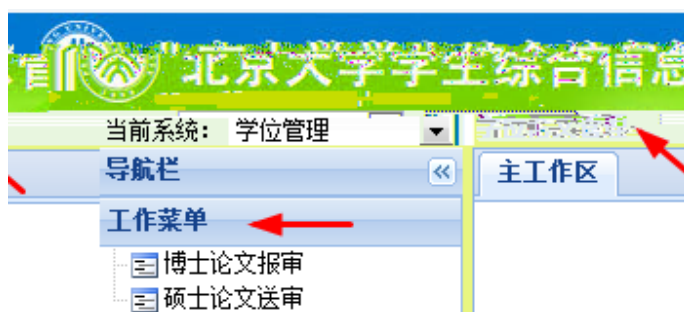 北京大学学生综合信息
当前系统: 学位管理
导航栏
主工作区
工作菜单
博士论文报审
硕士论文送审